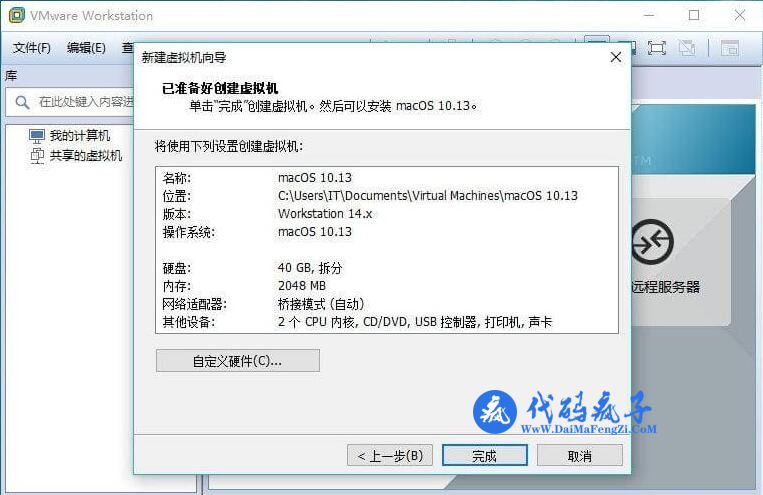 VMware Workstation
文件(F) 编辑(E)
库
在此处键入内容进
我的计算机
共享的虚拟机
TM
远程服务器
新建虚拟机向导
已准备好创建虚拟机
单击“完成”创建虚拟机。然后可以安装 macOS 10.13。
将使用下列设置创建虚拟机:
名称: macOS 10.13
位置: C:\Users\IT\Documents\Virtual Machines\macOS 10.13
版本: Workstation 14.x
操作系统: macOS 10.13
硬盘: 40 GB, 拆分
内存: 2048 MB
网络适配器: 桥接模式 (自动)
其他设备: 2 个 CPU 内核, CD/DVD, USB 控制器, 打印机, 声卡
自定义硬件(C)...
疯 代码疯子
Www.DaiMaFengZi.CoM
< 上一步(B) 完成 取消